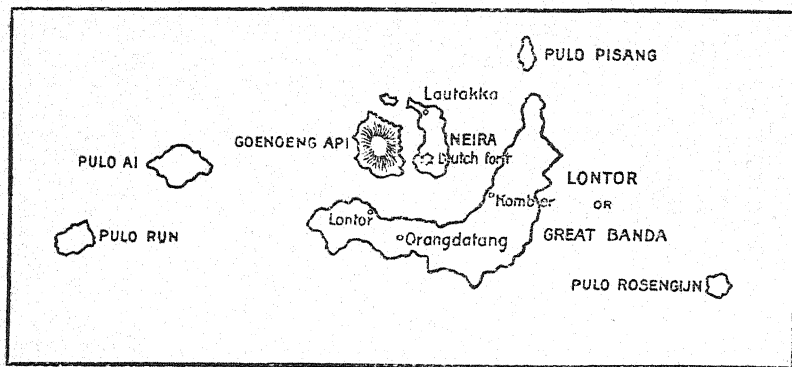 PULO PISANG
Lautakka
GOENOENG API
NEIRA
Dutch fort
PULO AI
LONTOR
OR
GREAT BANDA
Kombeer
Lontor
Orangdatang
PULO RUN
PULO ROSENGIJN